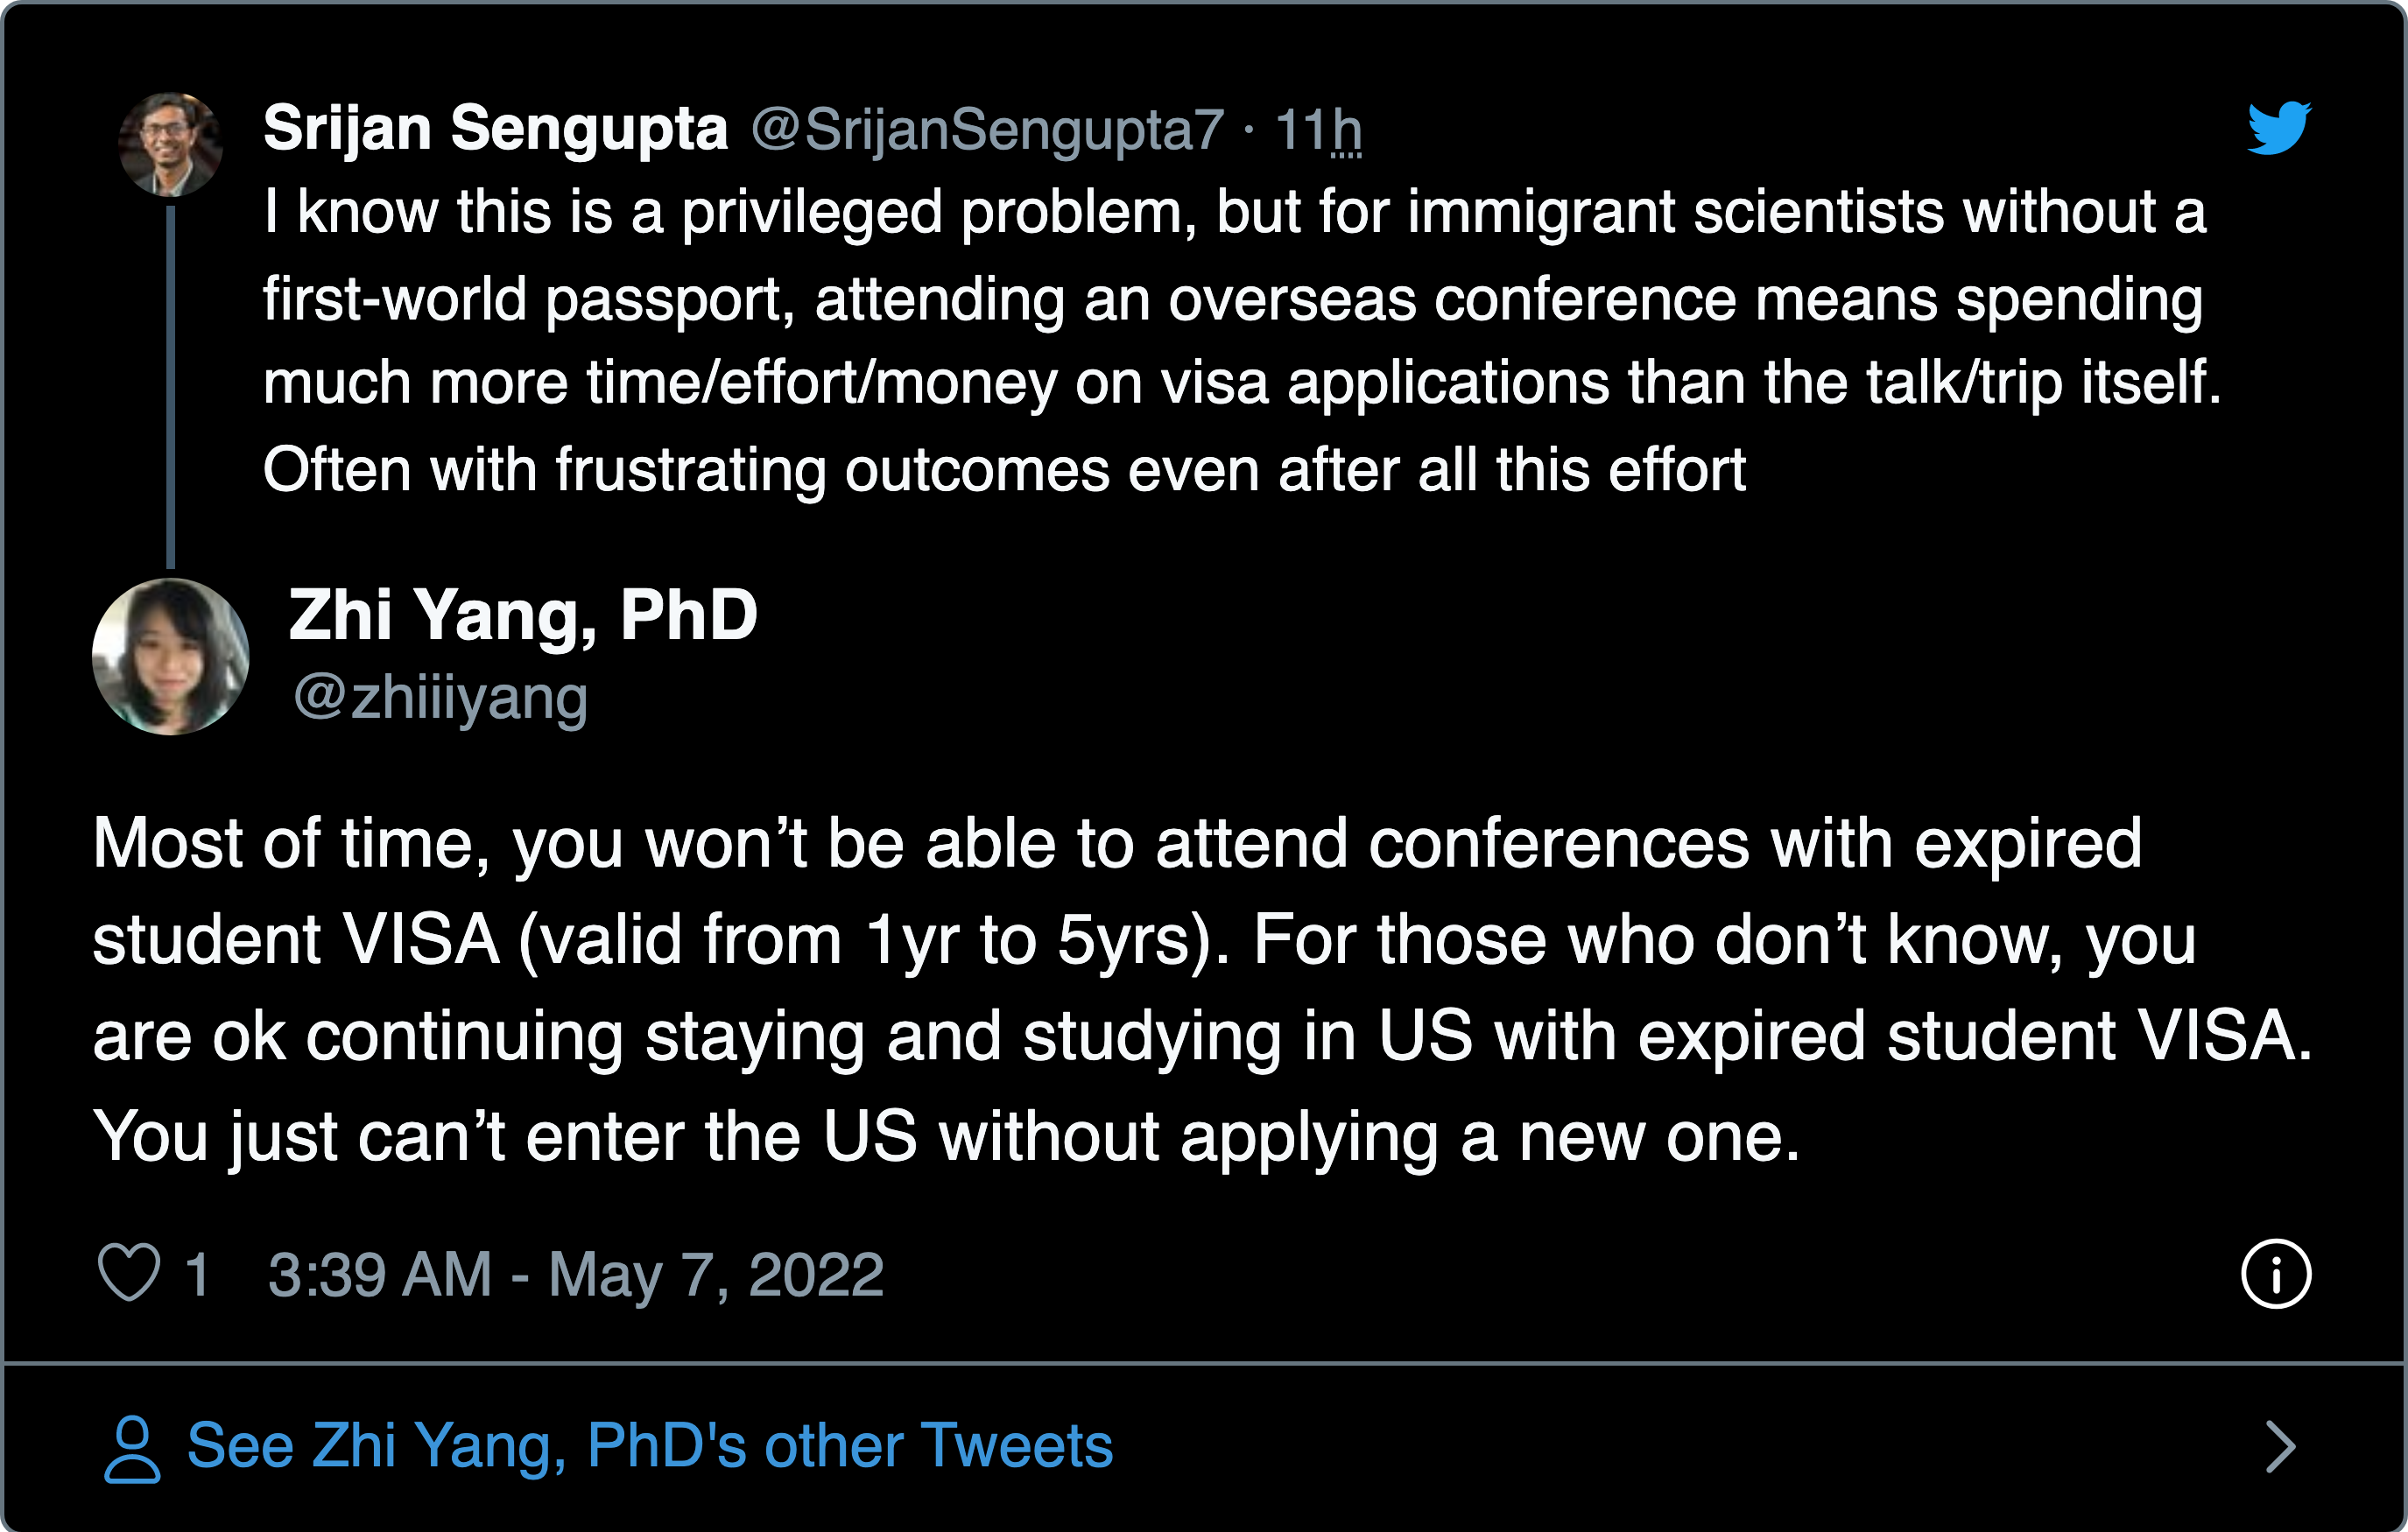 Srijan Sengupta @SrijanSengupta7 · 11h
I know this is a privileged problem, but for immigrant scientists without a
first-world passport, attending an overseas conference means spending
much more time/effort/money on visa applications than the talk/trip itself.
Often with frustrating outcomes even after all this effort
Zhi Yang, PhD
@zhiiiyang
Most of time, you won’t be able to attend conferences with expired
student VISA (valid from 1yr to 5yrs). For those who don’t know, you
are ok continuing staying and studying in US with expired student VISA.
You just can’t enter the US without applying a new one.
1 3:39 AM - May 7, 2022
See Zhi Yang, PhD's other Tweets